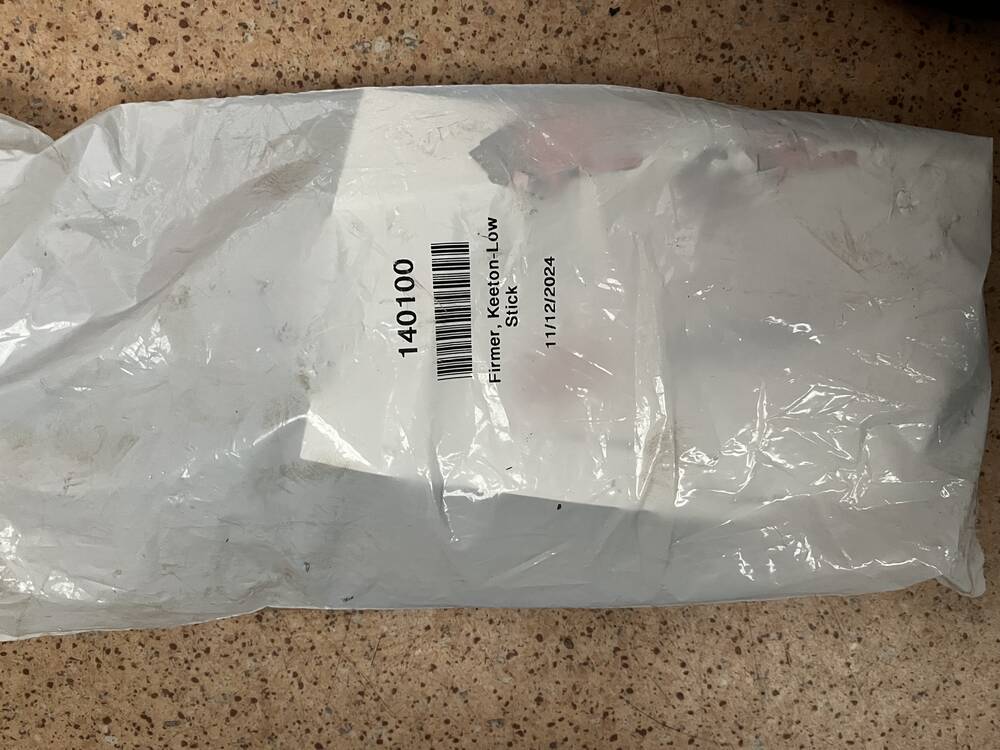 140100
Firmer, Keeton-Low
Stick
11/12/2024